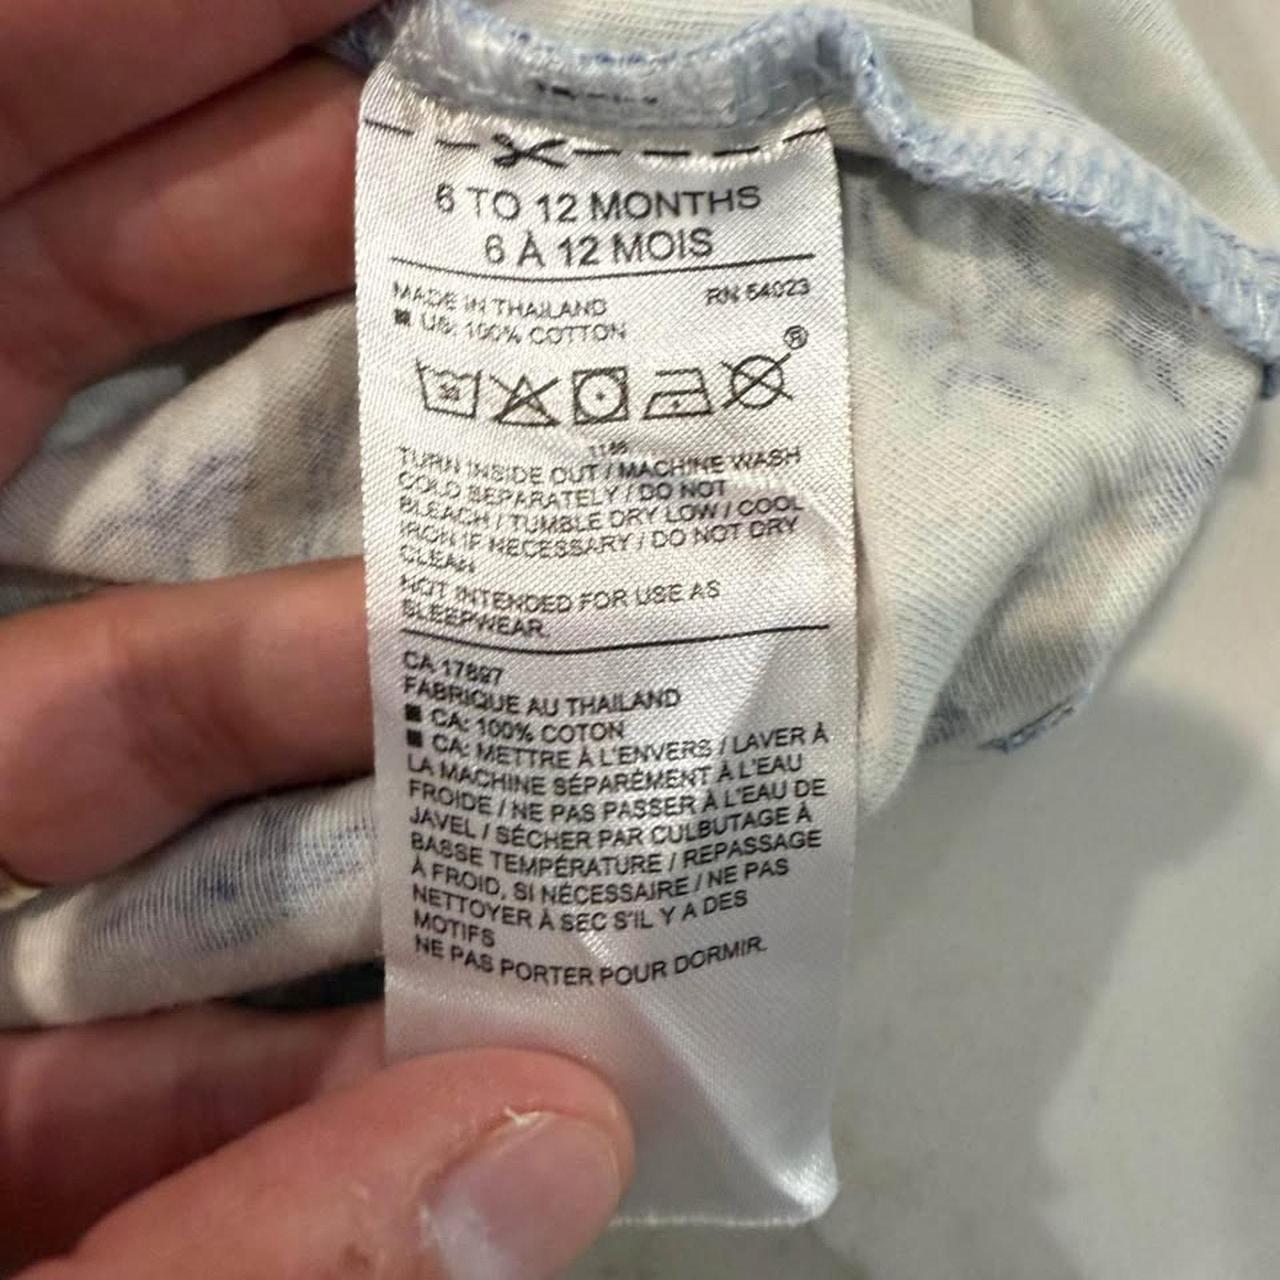 6 TO 12 MONTHS
6 À 12 MOIS
MADE IN THAILAND RN 54023
US: 100% COTTON
30
1186
TURN INSIDE OUT / MACHINE WASH
COLD SEPARATELY / DO NOT
BLEACH / TUMBLE DRY LOW / COOL
IRON IF NECESSARY / DO NOT DRY
CLEAN
NOT INTENDED FOR USE AS
SLEEPWEAR.
CA 17897
FABRIQUE AU THAILAND
CA: 100% COTON
CA: METTRE À L'ENVERS / LAVER À
LA MACHINE SÉPARÉMENT À L'EAU
FROIDE / NE PAS PASSER À L'EAU DE
JAVEL / SÉCHER PAR CULBUTAGE À
BASSE TEMPÉRATURE / REPASSAGE
À FROID, SI NÉCESSAIRE / NE PAS
NETTOYER À SEC S'IL Y A DES
MOTIFS
NE PAS PORTER POUR DORMIR.